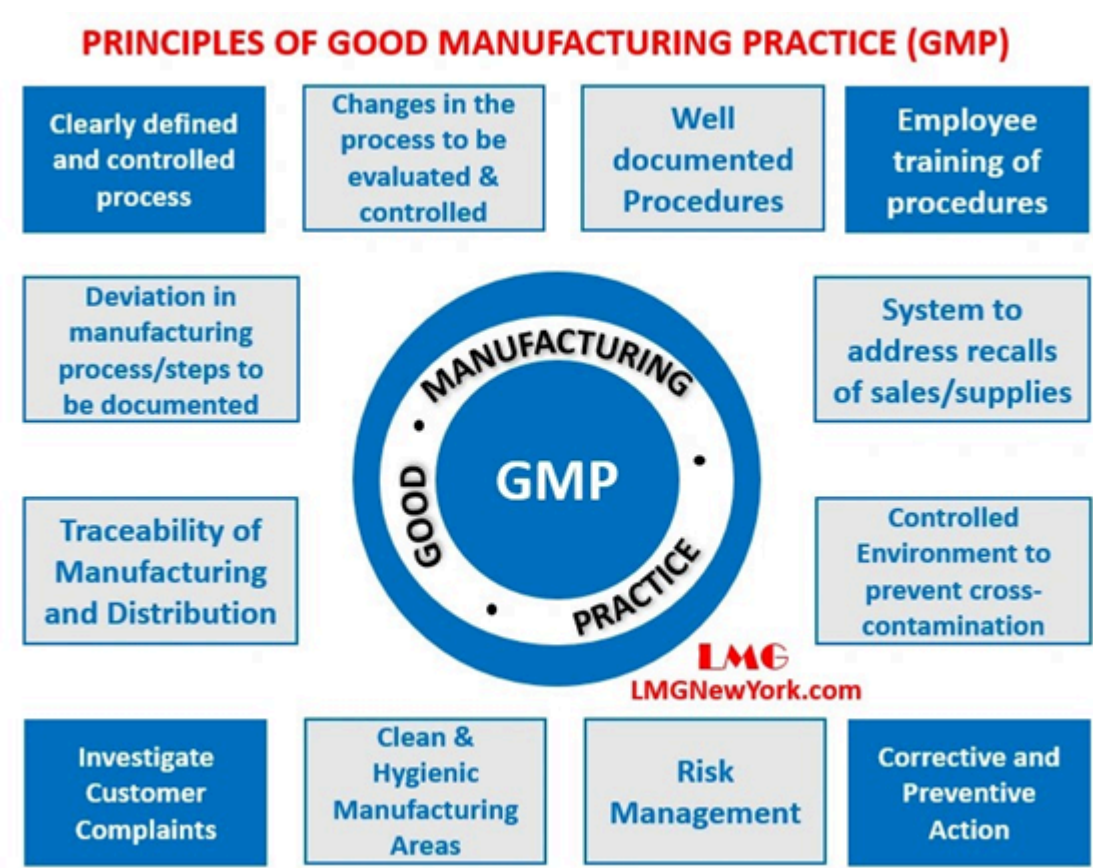 PRINCIPLES OF GOOD MANUFACTURING PRACTICE (GMP)
Clearly defined
and controlled
process
Changes in the
process to be
evaluated &
controlled
Well
documented
Procedures
Employee
training of
procedures
Deviation in
manufacturing
process/steps to
be documented
GOOD • MANUFACTURING • PRACTICE •
GMP
System to
address recalls
of sales/supplies
Traceability of
Manufacturing
and Distribution
Controlled
Environment to
prevent cross-
contamination
LMG
LMGNewYork.com
Investigate
Customer
Complaints
Clean &
Hygienic
Manufacturing
Areas
Risk
Management
Corrective and
Preventive
Action